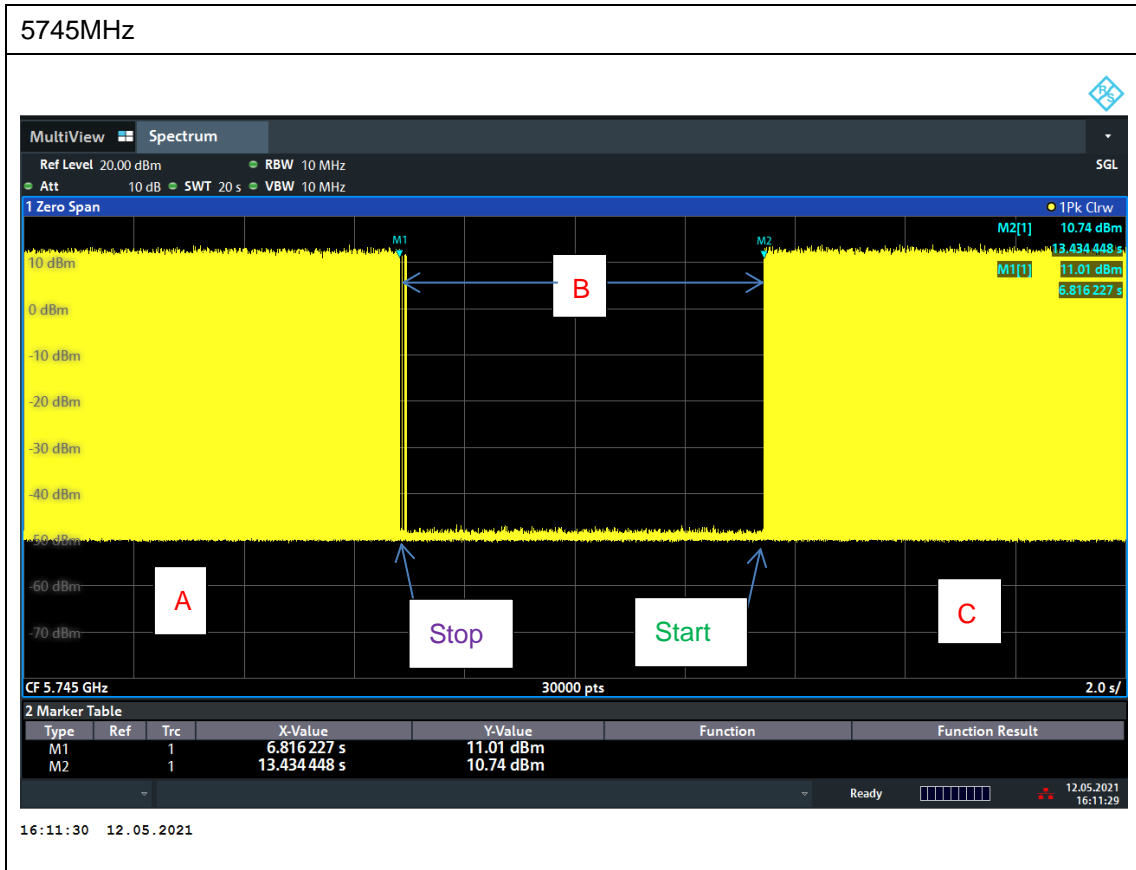 5745MHz
R&S
MultiView Spectrum
Ref Level 20.00 dBm RBW 10 MHz SGL
Att 10 dB SWT 20 s VBW 10 MHz
1 Zero Span 1Pk Clrw
M2[1] 10.74 dBm
13.434 448 s
M1[1] 11.01 dBm
6.816 227 s
M1
M2
10 dBm
B
0 dBm
-10 dBm
-20 dBm
-30 dBm
-40 dBm
-50 dBm
-60 dBm
A
C
Stop
Start
-70 dBm
CF 5.745 GHz 30000 pts 2.0 s/
2 Marker Table
Type Ref Trc X-Value Y-Value Function Function Result
M1 1 6.816 227 s 11.01 dBm
M2 1 13.434 448 s 10.74 dBm
Ready 12.05.2021
16:11:29
16:11:30 12.05.2021